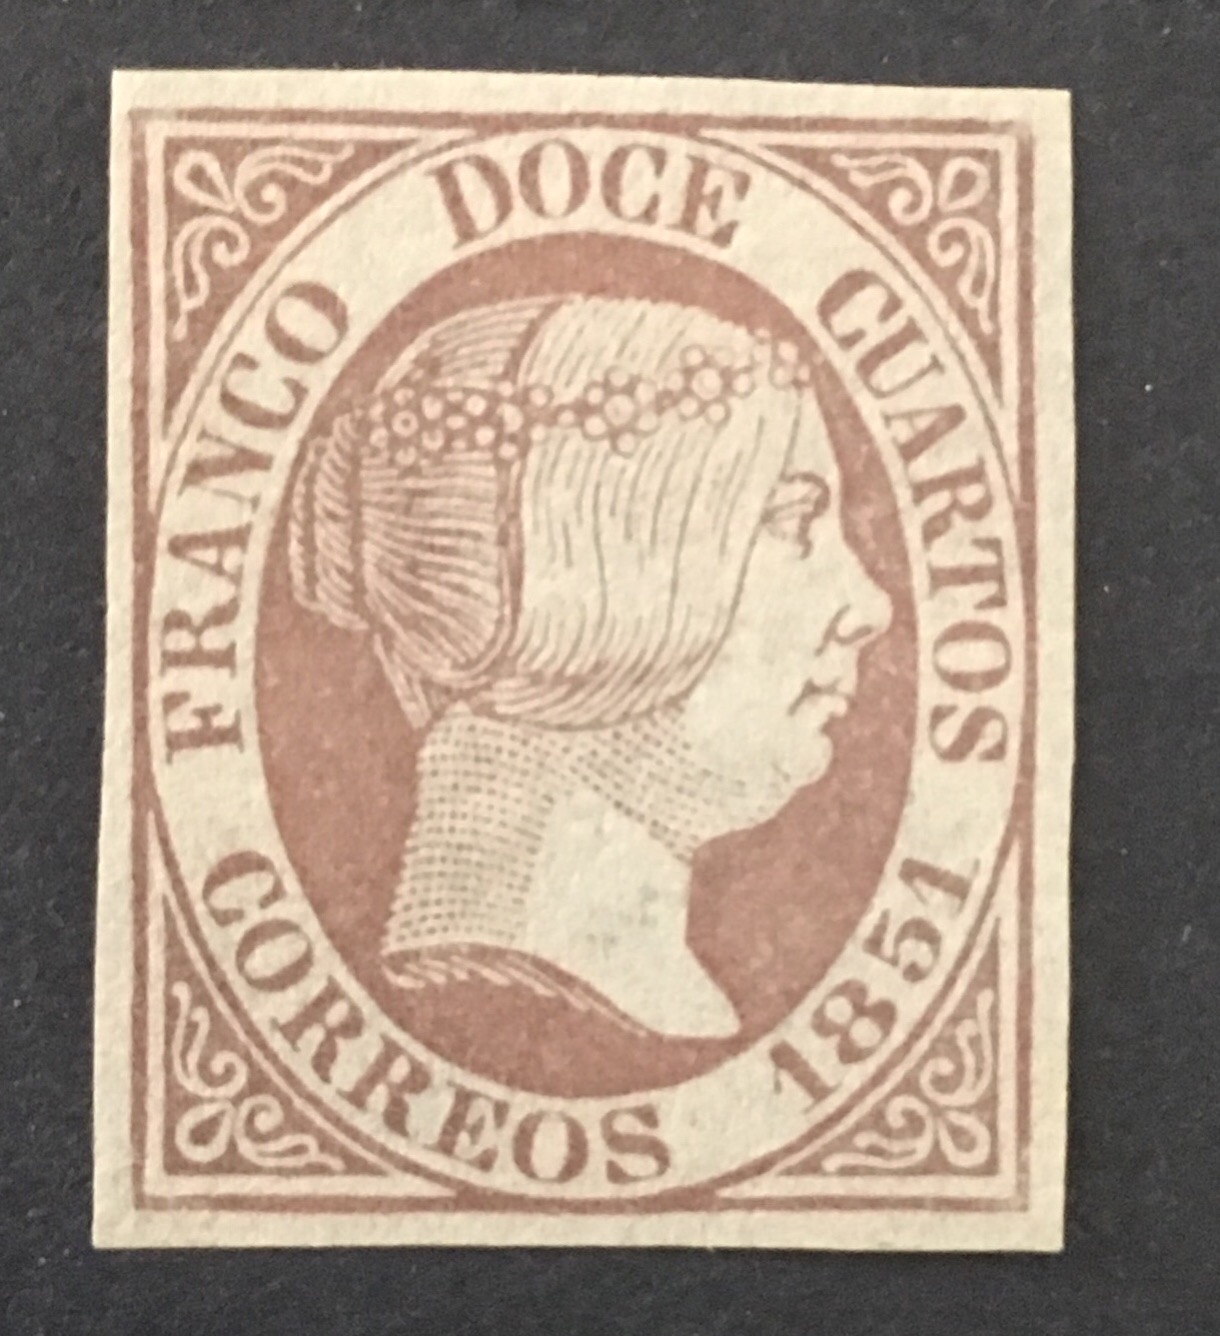 FRANCO
DOCE
CUARTOS
CORREOS
1851